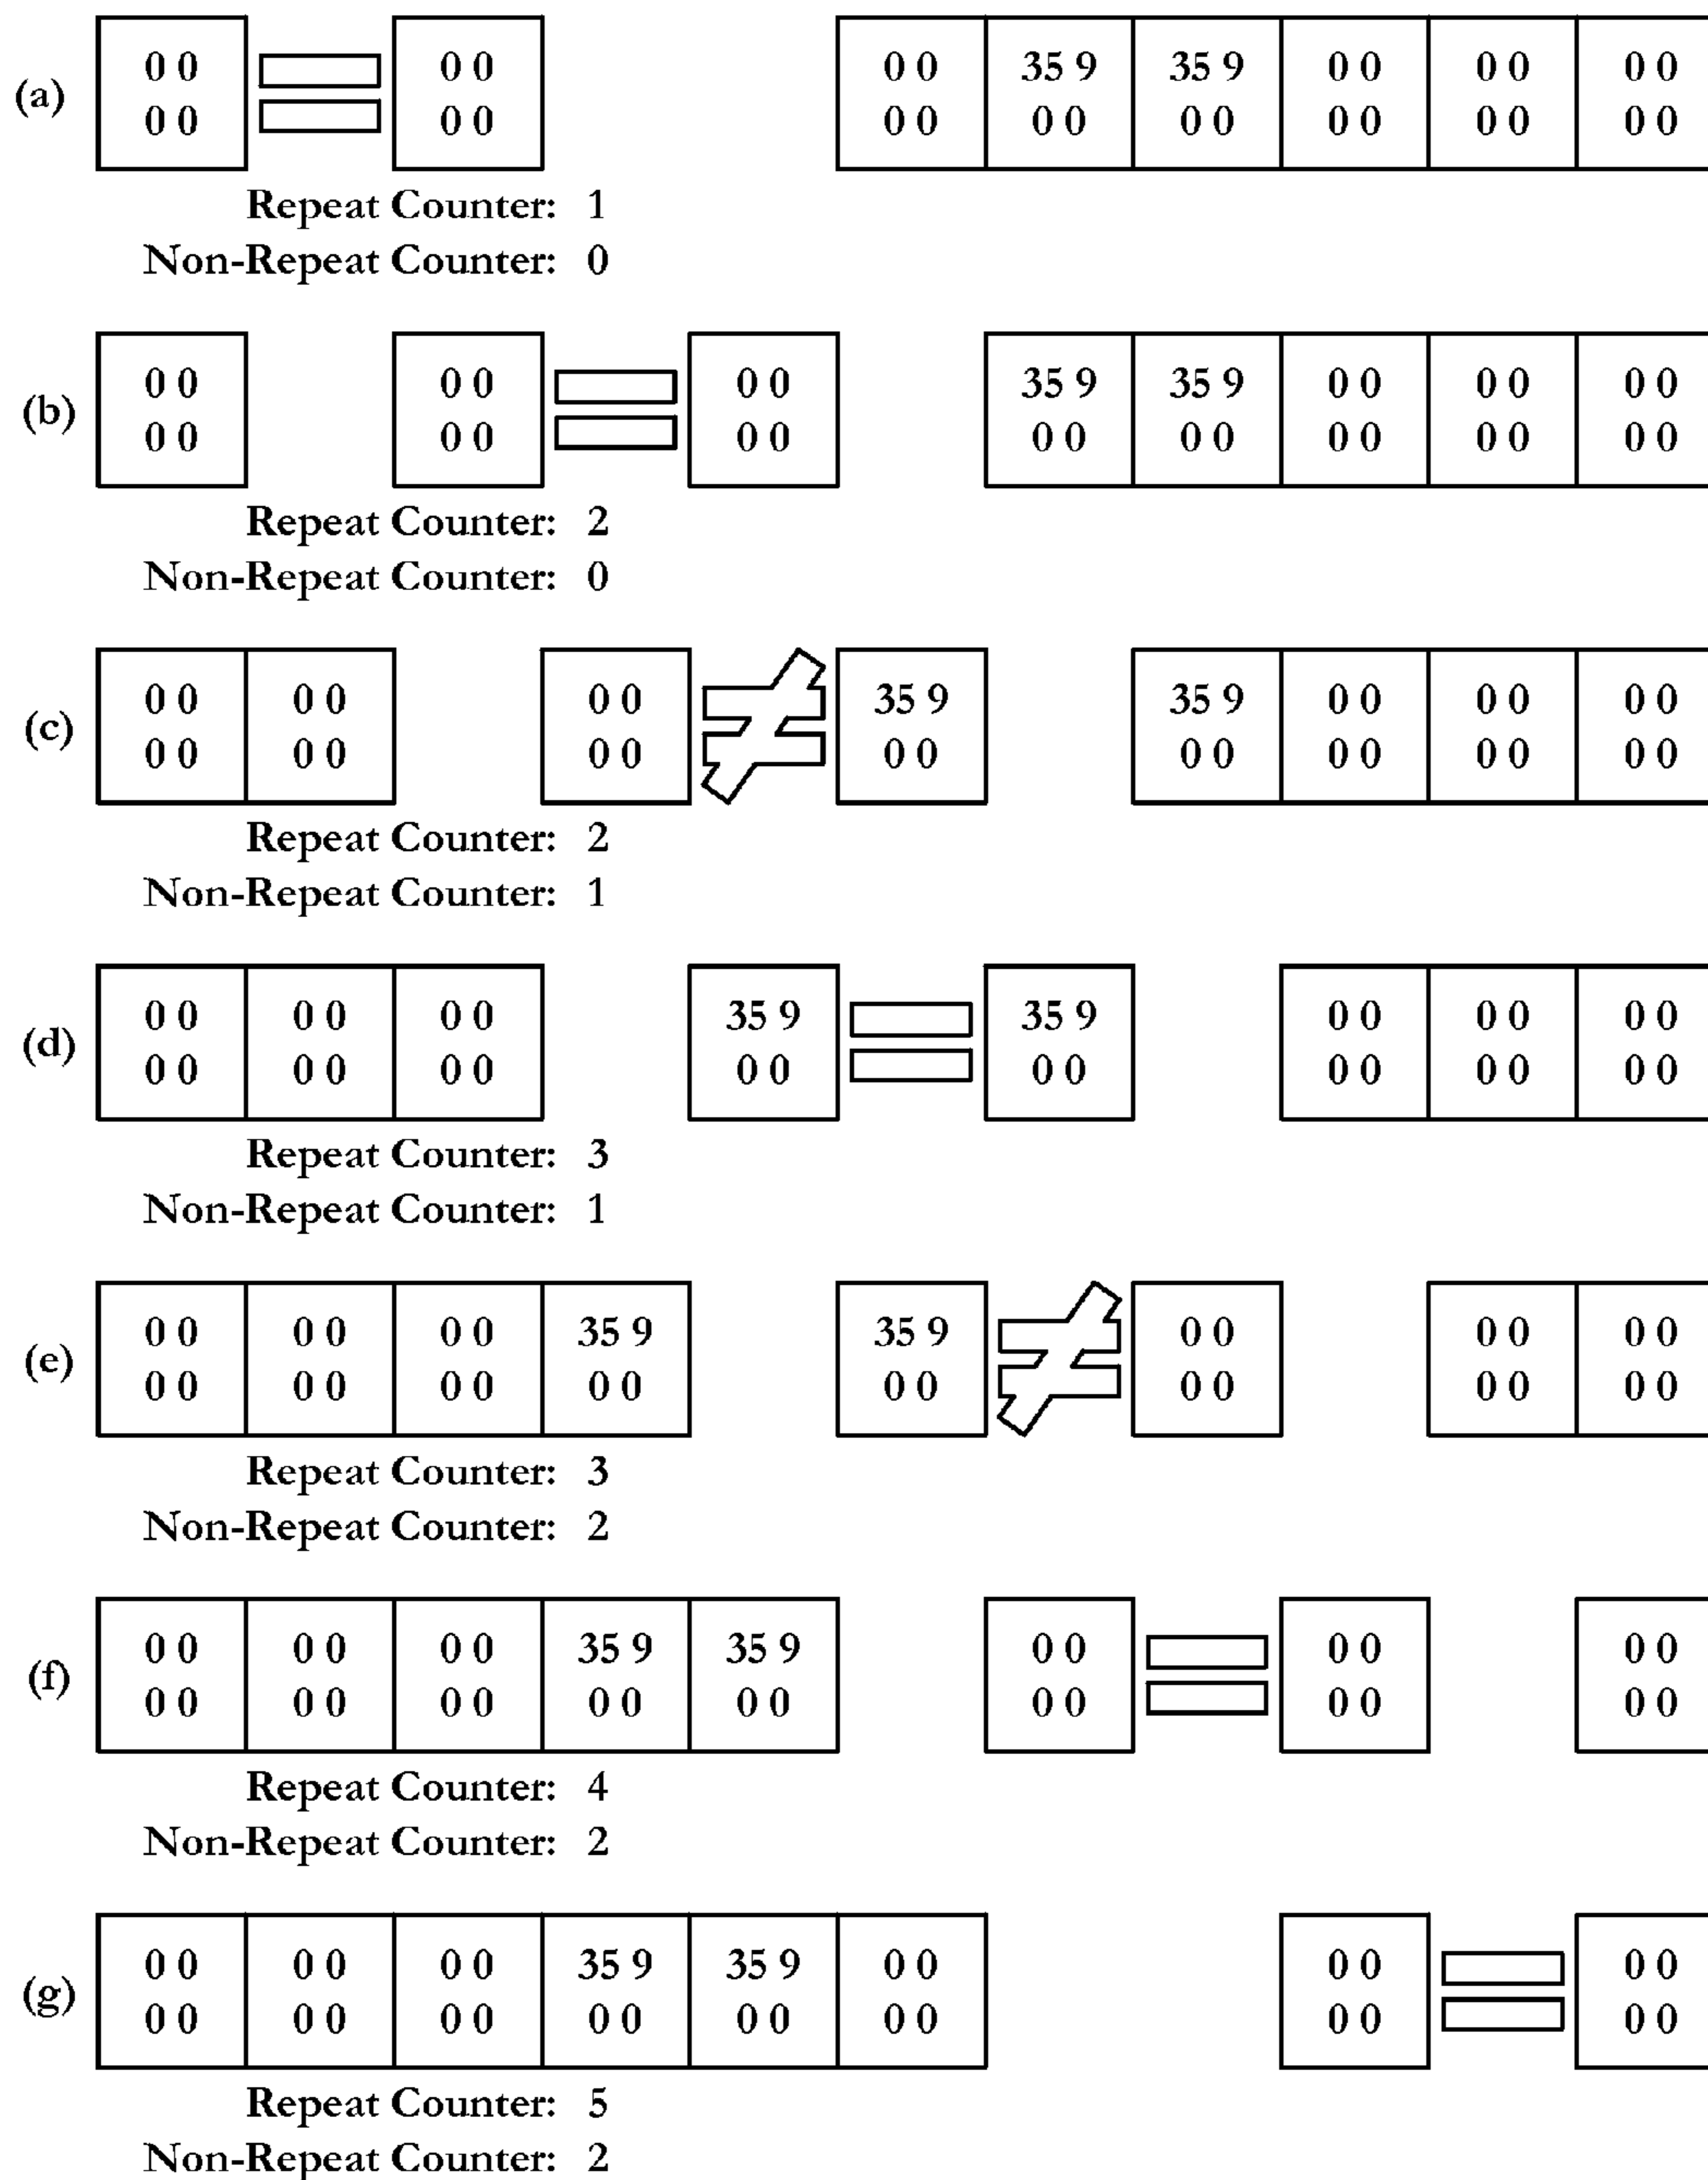 0 0 0 0 0 0 35 9 35 9 0 0 0 0 0 0
(a)
0 0 0 0 0 0 0 0 0 0 0 0 0 0 0 0
Repeat Counter: 1
Non-Repeat Counter: 0
0 0 0 0 0 0 35 9 35 9 0 0 0 0 0 0
(b)
0 0 0 0 0 0 0 0 0 0 0 0 0 0 0 0
Repeat Counter: 2
Non-Repeat Counter: 0
0 0 0 0 0 0 35 9 35 9 0 0 0 0 0 0
(c)
0 0 0 0 0 0 0 0 0 0 0 0 0 0 0 0
Repeat Counter: 2
Non-Repeat Counter: 1
0 0 0 0 0 0 35 9 35 9 0 0 0 0 0 0
(d)
0 0 0 0 0 0 0 0 0 0 0 0 0 0 0 0
Repeat Counter: 3
Non-Repeat Counter: 1
0 0 0 0 0 0 35 9 35 9 0 0 0 0 0 0
(e)
0 0 0 0 0 0 0 0 0 0 0 0 0 0 0 0
Repeat Counter: 3
Non-Repeat Counter: 2
0 0 0 0 0 0 35 9 35 9 0 0 0 0 0 0
(f)
0 0 0 0 0 0 0 0 0 0 0 0 0 0 0 0
Repeat Counter: 4
Non-Repeat Counter: 2
0 0 0 0 0 0 35 9 35 9 0 0 0 0 0 0
(g)
0 0 0 0 0 0 0 0 0 0 0 0 0 0 0 0
Repeat Counter: 5
Non-Repeat Counter: 2